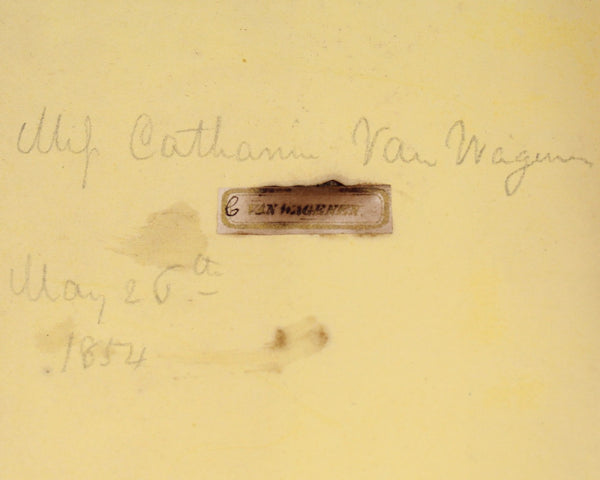 Miss Catharine Van Wagenen
C VAN WAGENEN.
May 26th
1854